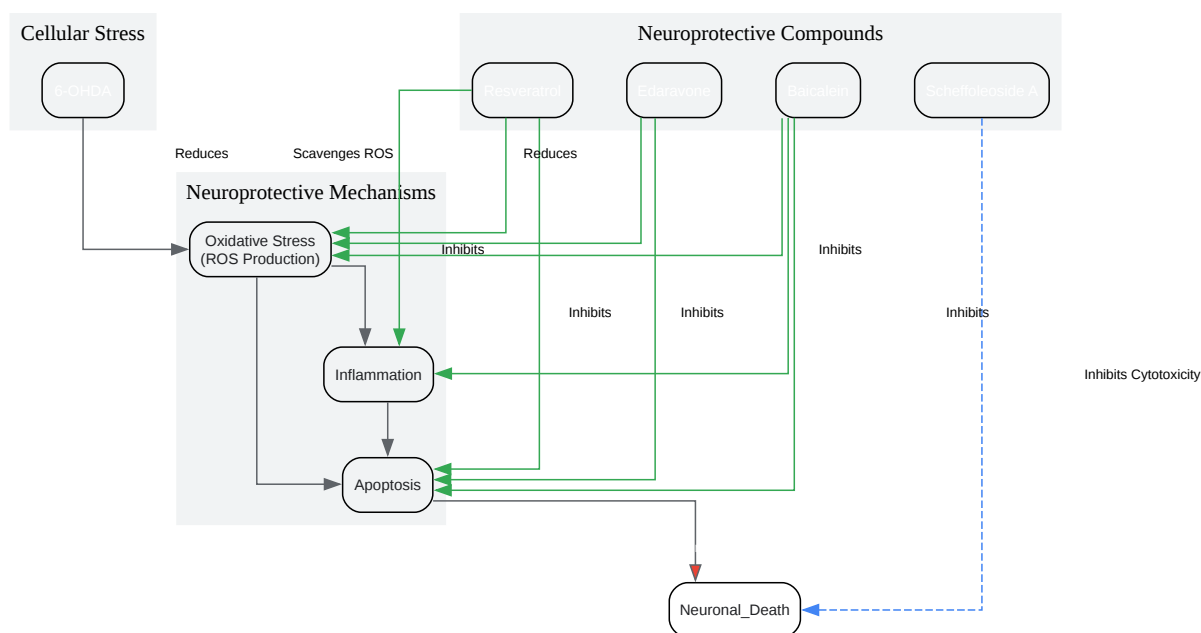 Cellular Stress
Neuroprotective Compounds
6-OHDA
Resveratrol
Edaravone
Baicalein
Scheffoleoside A
Reduces
Scavenges ROS
Reduces
Neuroprotective Mechanisms
Oxidative Stress
(ROS Production)
Inhibits
Inhibits
Inhibits
Inhibits
Inhibits
Inflammation
Inhibits Cytotoxicity
Apoptosis
Neuronal_Death